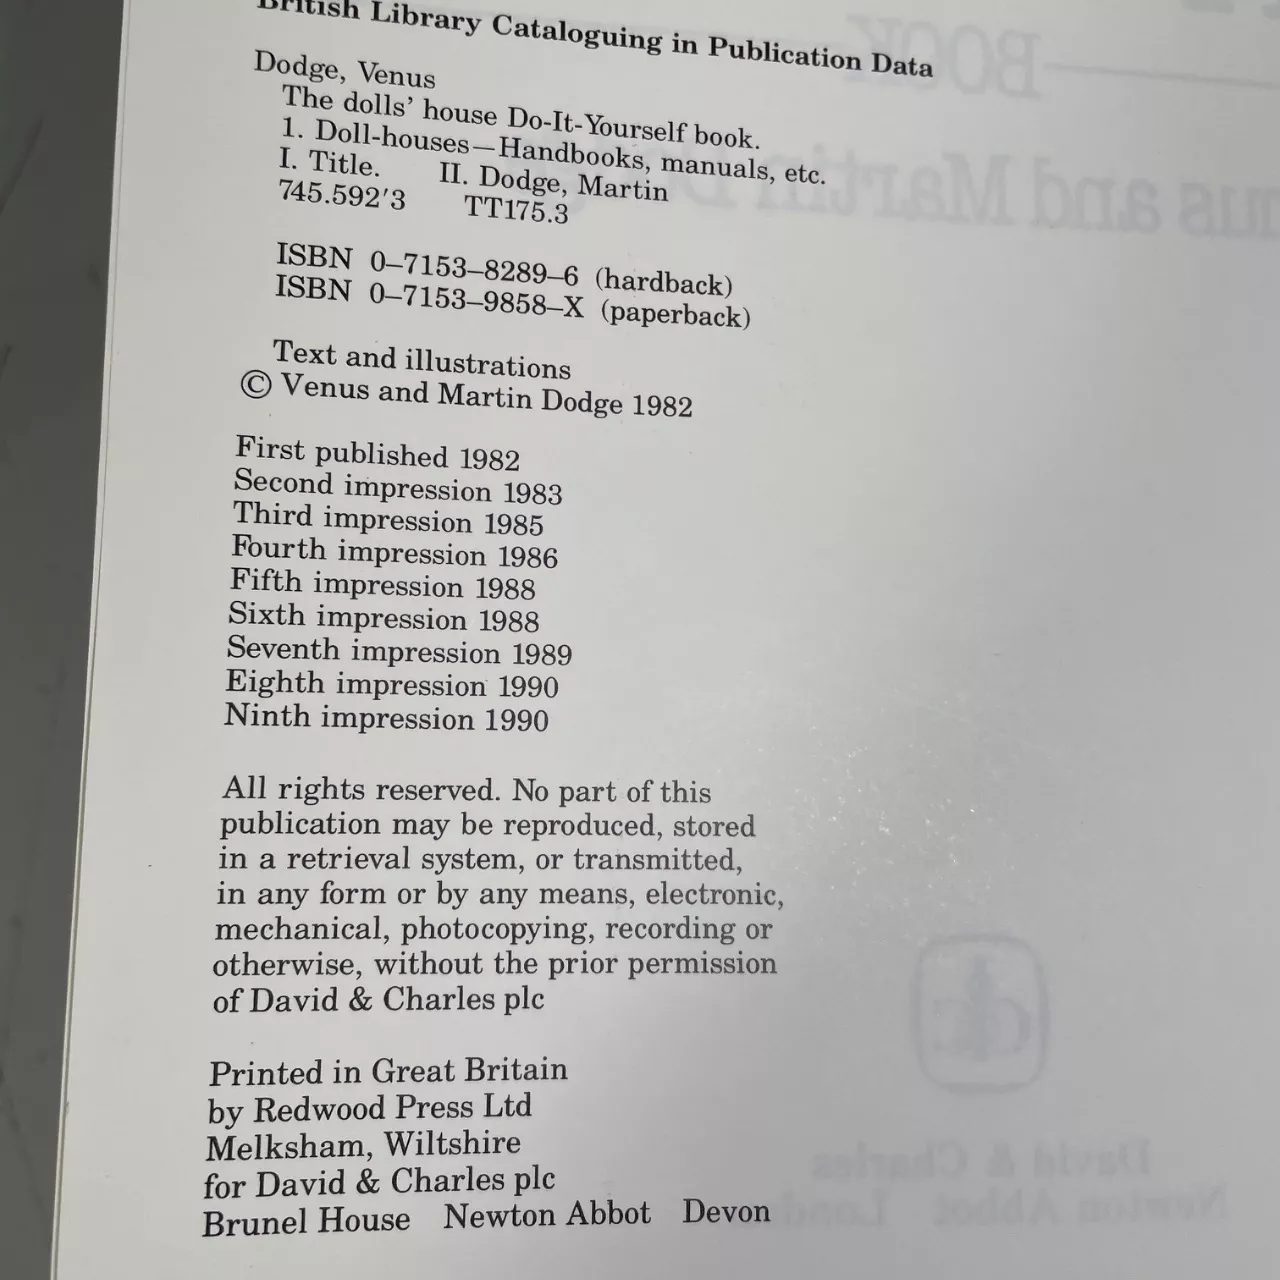 British Library Cataloguing in Publication Data
Dodge, Venus
The dolls' house Do-It-Yourself book.
1. Doll-houses—Handbooks, manuals, etc.
I. Title. II. Dodge, Martin
745.592'3 TT175.3
ISBN 0–7153–8289–6 (hardback)
ISBN 0–7153–9858–X (paperback)
Text and illustrations
© Venus and Martin Dodge 1982
First published 1982
Second impression 1983
Third impression 1985
Fourth impression 1986
Fifth impression 1988
Sixth impression 1988
Seventh impression 1989
Eighth impression 1990
Ninth impression 1990
All rights reserved. No part of this
publication may be reproduced, stored
in a retrieval system, or transmitted,
in any form or by any means, electronic,
mechanical, photocopying, recording or
otherwise, without the prior permission
of David & Charles plc
Printed in Great Britain
by Redwood Press Ltd
Melksham, Wiltshire
for David & Charles plc
Brunel House Newton Abbot Devon
BOOK
and Martin
David & Charles
Newton Abbot